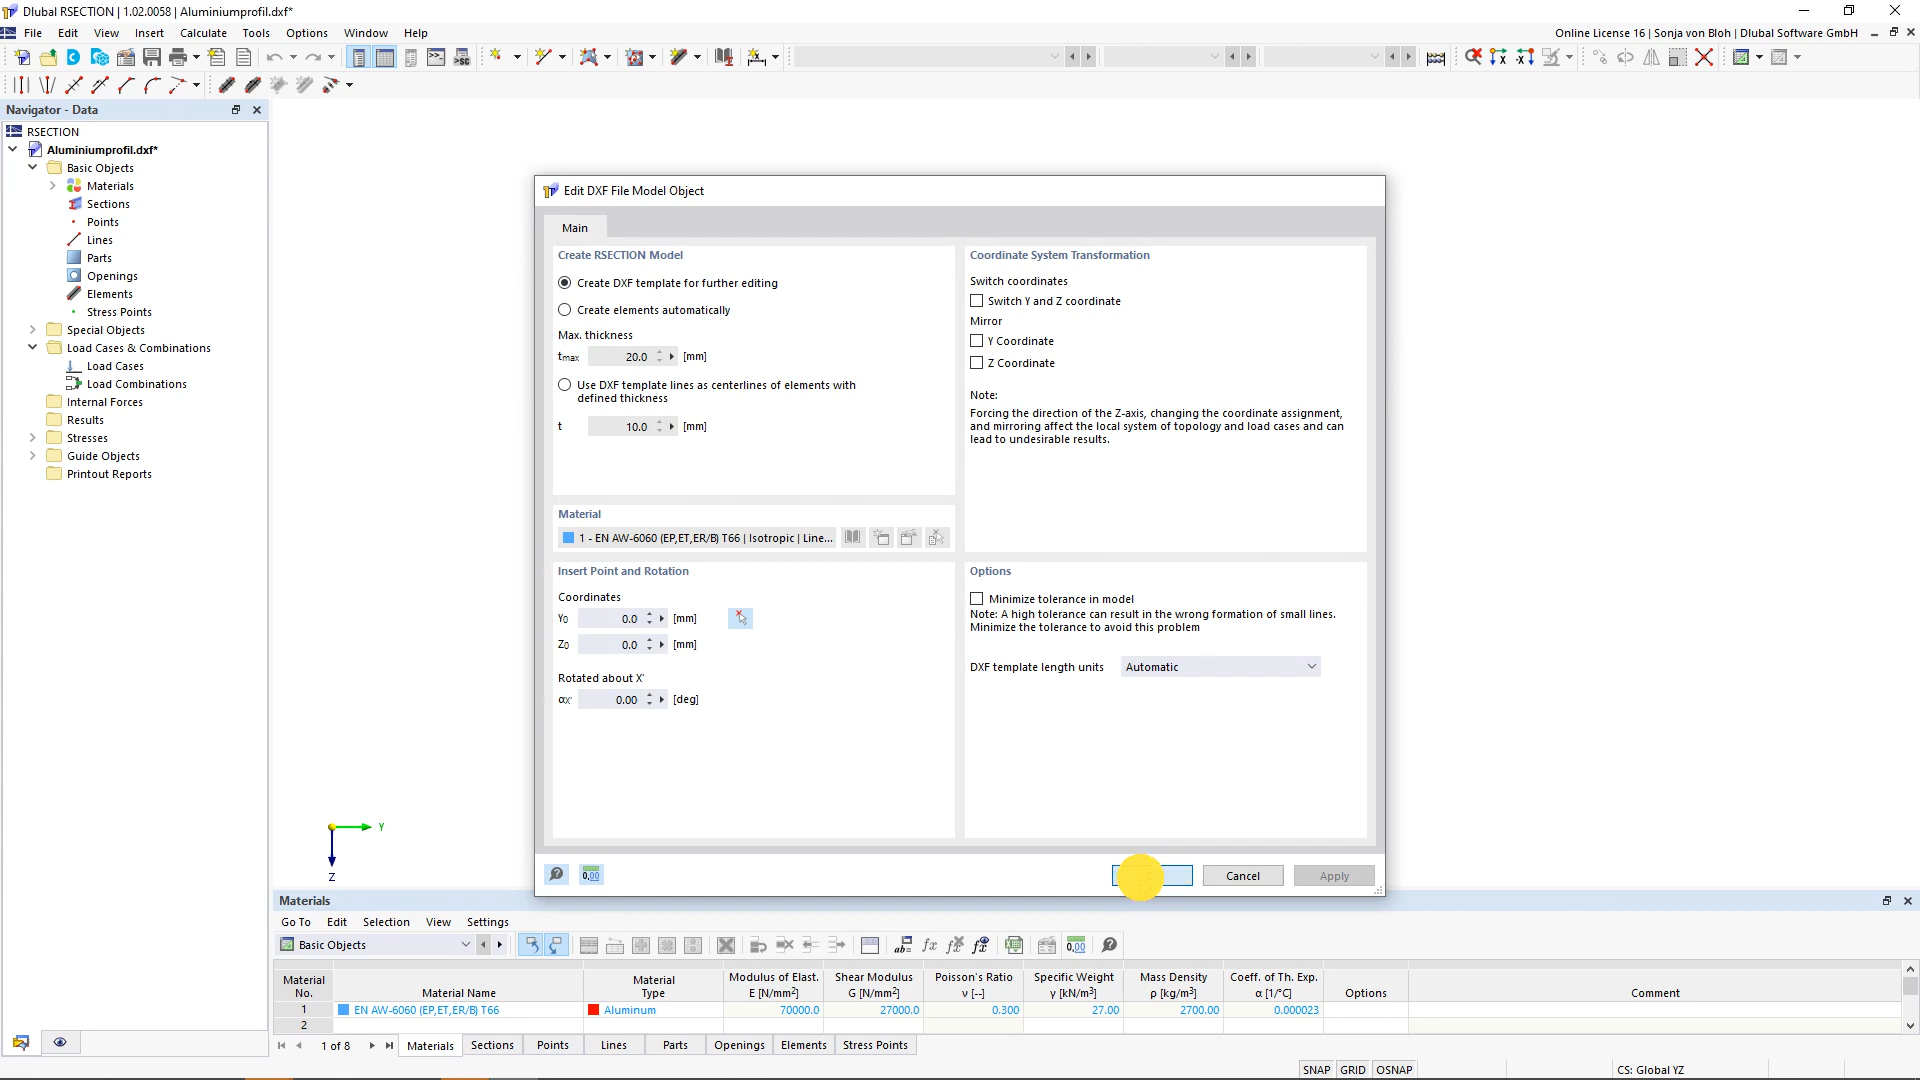 Dlubal RSECTION | 1.02.0058 | Aluminiumprofil.dxf*
File Edit View Insert Calculate Tools Options Window Help
Online License 16 | Sonja von Bloh | Dlubal Software GmbH
Navigator - Data
RSECTION
Aluminiumprofil.dxf*
Basic Objects
Materials
Sections
Points
Lines
Parts
Openings
Elements
Stress Points
Special Objects
Load Cases & Combinations
Load Cases
Load Combinations
Internal Forces
Results
Stresses
Guide Objects
Printout Reports
Y
Z
Edit DXF File Model Object
Main
Create RSECTION Model
Create DXF template for further editing
Create elements automatically
Max. thickness
tmax 20.0 [mm]
Use DXF template lines as centerlines of elements with
defined thickness
t 10.0 [mm]
Material
1 - EN AW-6060 (EP,ET,ER/B) T66 | Isotropic | Line...
Insert Point and Rotation
Coordinates
Y0 0.0 [mm]
Z0 0.0 [mm]
Rotated about X'
αX' 0.00 [deg]
Coordinate System Transformation
Switch coordinates
Switch Y and Z coordinate
Mirror
Y Coordinate
Z Coordinate
Note:
Forcing the direction of the Z-axis, changing the coordinate assignment,
and mirroring affect the local system of topology and load cases and can
lead to undesirable results.
Options
Minimize tolerance in model
Note: A high tolerance can result in the wrong formation of small lines.
Minimize the tolerance to avoid this problem
DXF template length units Automatic
0,00
Cancel Apply
Materials
Go To Edit Selection View Settings
Basic Objects
Material No. Material Name Material Type Modulus of Elast. E [N/mm2] Shear Modulus G [N/mm2] Poisson's Ratio ν [--] Specific Weight γ [kN/m3] Mass Density ρ [kg/m3] Coeff. of Th. Exp. α [1/°C] Options Comment
1 EN AW-6060 (EP,ET,ER/B) T66 Aluminum 70000.0 27000.0 0.300 27.00 2700.00 0.000023
2
1 of 8 Materials Sections Points Lines Parts Openings Elements Stress Points
SNAP GRID OSNAP CS: Global YZ